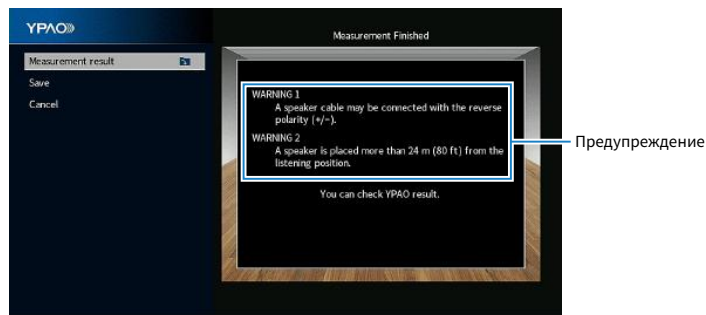 YPAO
Measurement Finished
Measurement result
Save
Cancel
WARNING 1
A speaker cable may be connected with the reverse
polarity (+/-).
WARNING 2
A speaker is placed more than 24 m (80 ft) from the
listening position.
You can check YPAO result.
Предупреждение